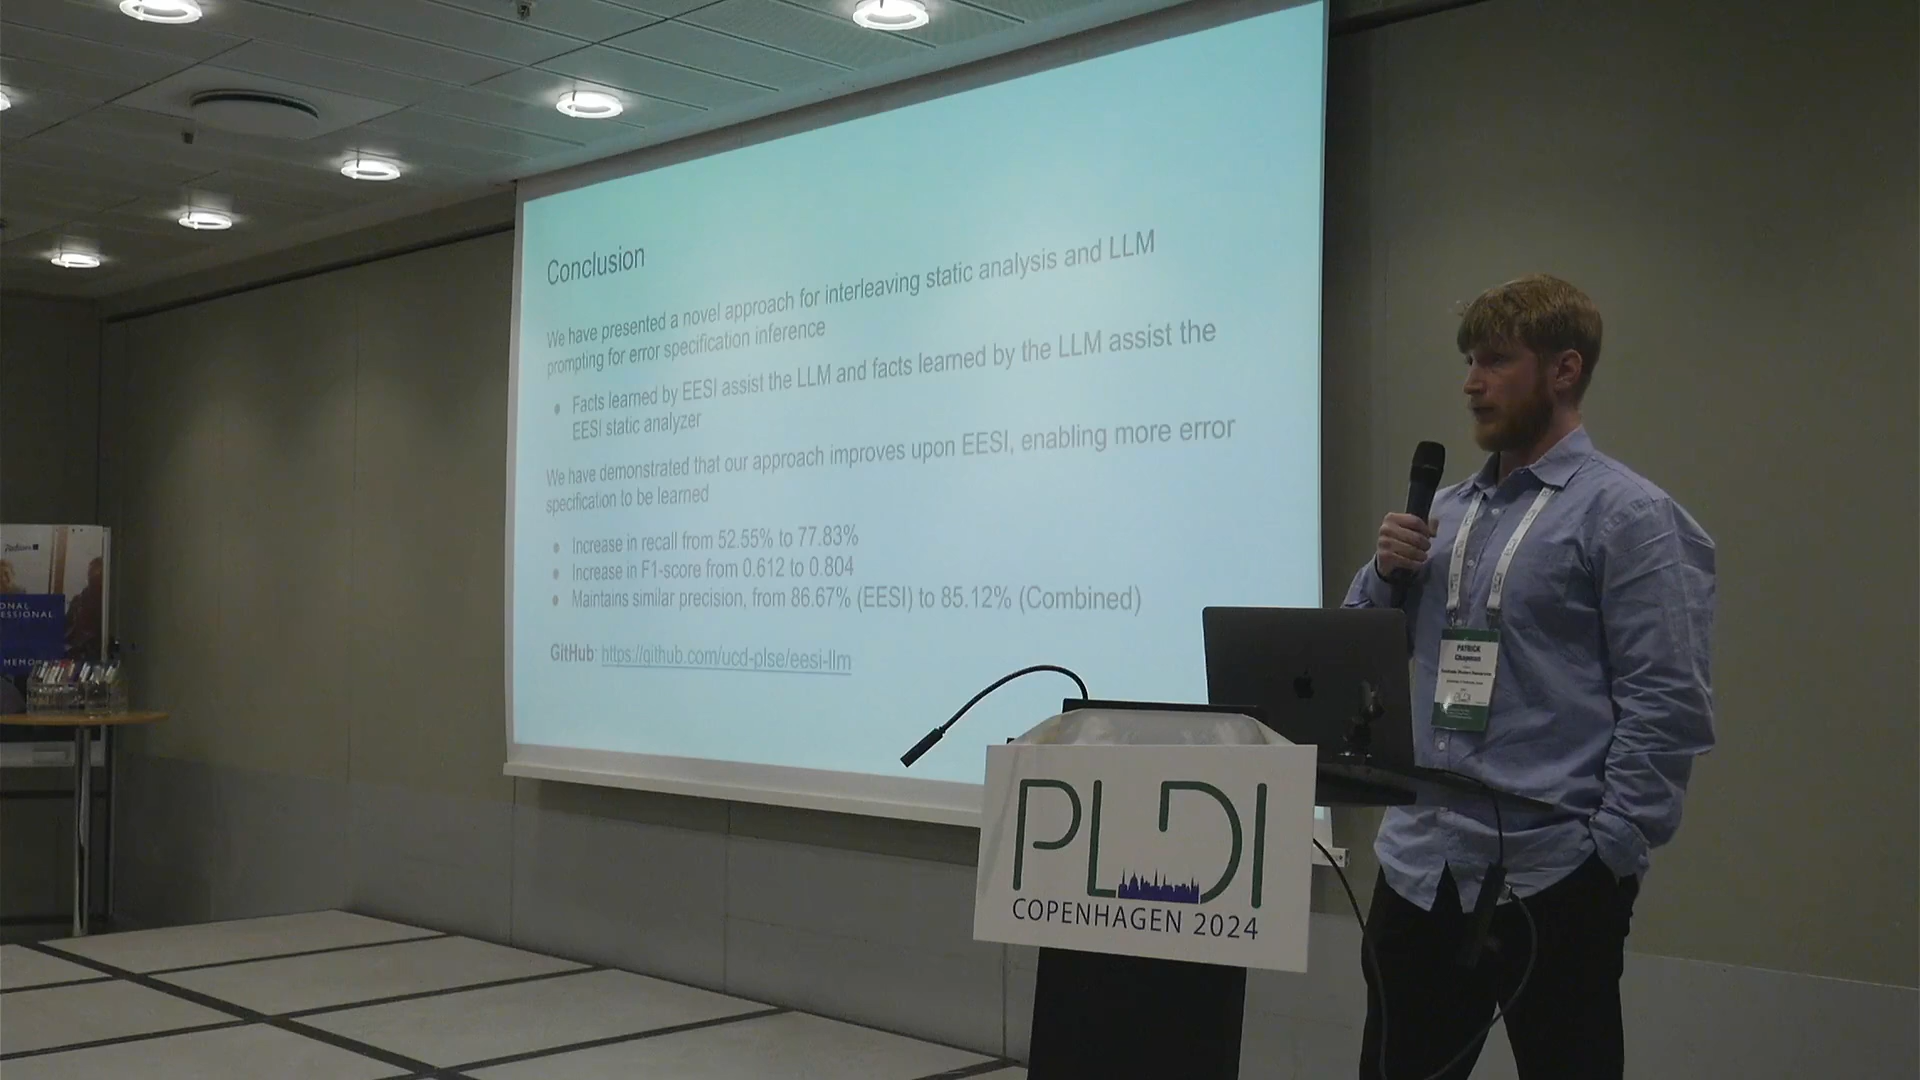 Conclusion
We have presented a novel approach for interleaving static analysis and LLM
prompting for error specification inference
● Facts learned by EESI assist the LLM and facts learned by the LLM assist the
EESI static analyzer
We have demonstrated that our approach improves upon EESI, enabling more error
specification to be learned
● Increase in recall from 52.55% to 77.83%
● Increase in F1-score from 0.612 to 0.804
● Maintains similar precision, from 86.67% (EESI) to 85.12% (Combined)
GitHub: https://github.com/ucd-plse/eesi-llm
PATRICK
Chapman
PLDI
PLDI
COPENHAGEN 2024
Radisson